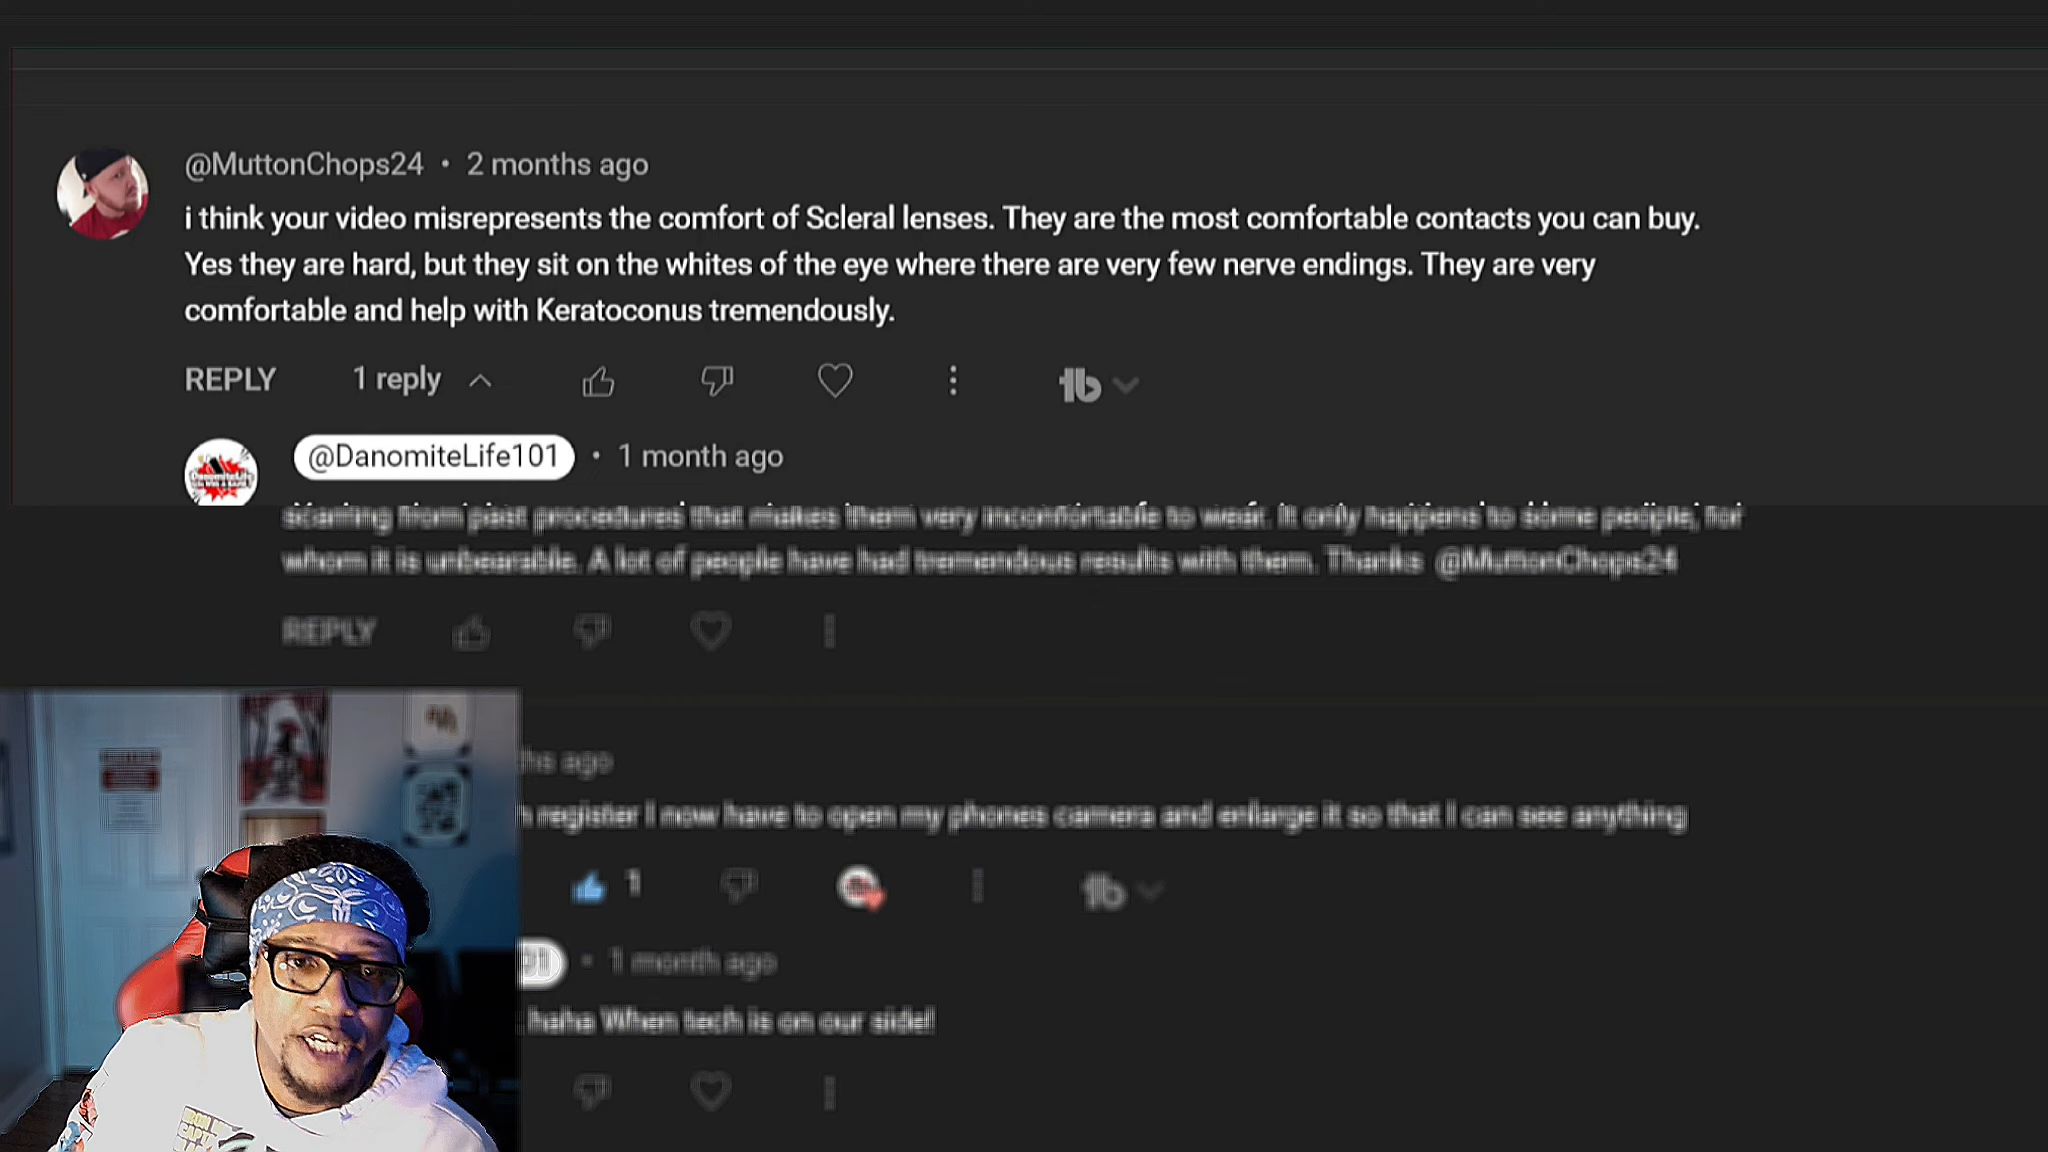 @MuttonChops24 • 2 months ago
i think your video misrepresents the comfort of Scleral lenses. They are the most comfortable contacts you can buy.
Yes they are hard, but they sit on the whites of the eye where there are very few nerve endings. They are very
comfortable and help with Keratoconus tremendously.
REPLY 1 reply
@DanomiteLife101 • 1 month ago
scarring from past procedures that makes them very incomfortable to wear. It only happens to some people, for
whom it is unbearable. A lot of people have had tremendous results with them. Thanks @MuttonChops24
REPLY
ago
register I now have to open my phones camera and enlarge it so that I can see anything
1
01 • 1 month ago
haha When tech is on our side!